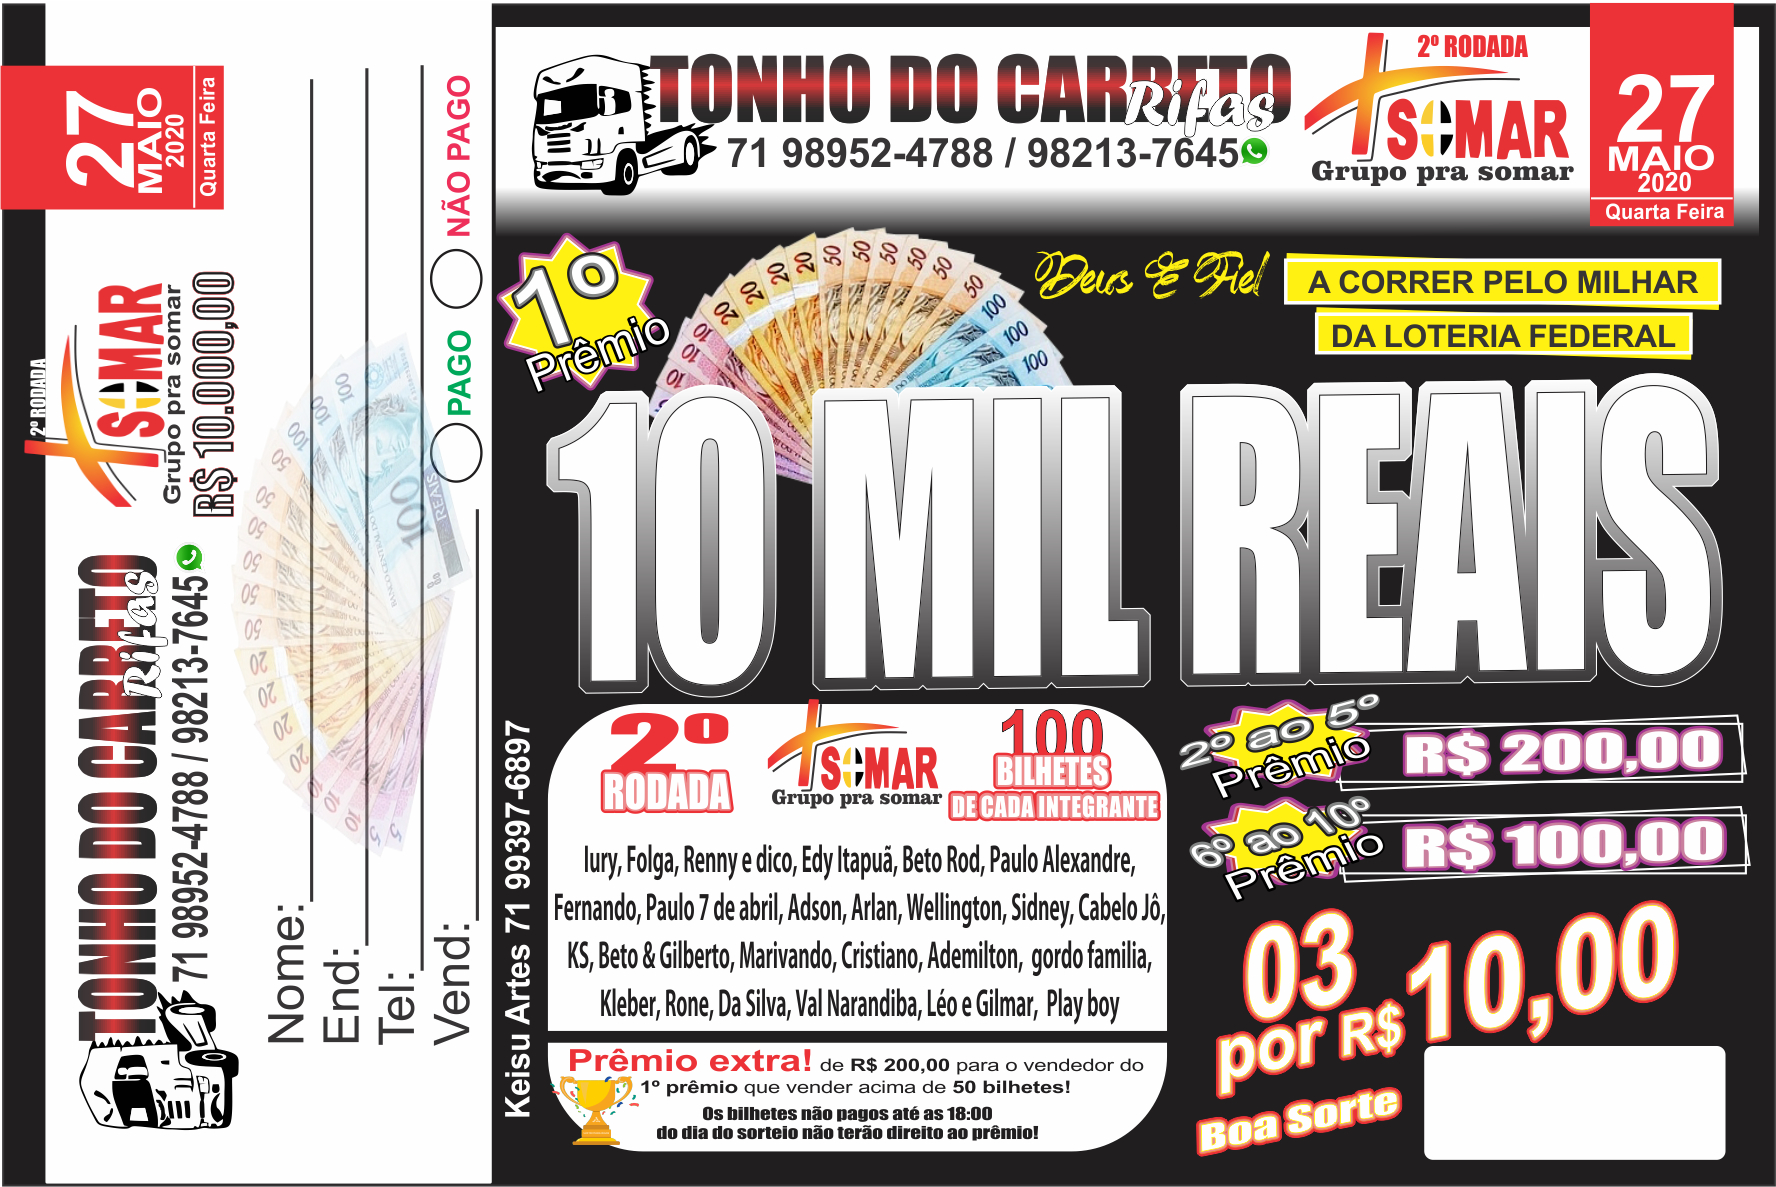 27
MAIO
2020
Quarta Feira
2º RODADA
SOMAR
Grupo pra somar
R$ 10.000,00
TONHO DO CARRETO
Rifas
71 98952-4788 / 98213-7645
Nome:
End:
Tel:
Vend:
PAGO
NÃO PAGO
TONHO DO CARRETO
Rifas
71 98952-4788 / 98213-7645
2º RODADA
SOMAR
Grupo pra somar
27
MAIO
2020
Quarta Feira
1º
Prêmio
Deus É Fiel
A CORRER PELO MILHAR
DA LOTERIA FEDERAL
10 MIL REAIS
Keisu Artes 71 99397-6897
2º
RODADA
SOMAR
Grupo pra somar
100
BILHETES
DE CADA INTEGRANTE
Iury, Folga, Renny e dico, Edy Itapuã, Beto Rod, Paulo Alexandre,
Fernando, Paulo 7 de abril, Adson, Arlan, Wellington, Sidney, Cabelo Jô,
KS, Beto & Gilberto, Marivando, Cristiano, Ademilton, gordo familia,
Kleber, Rone, Da Silva, Val Narandiba, Léo e Gilmar, Play boy
Prêmio extra! de R$ 200,00 para o vendedor do
1º prêmio que vender acima de 50 bilhetes!
Os bilhetes não pagos até as 18:00
do dia do sorteio não terão direito ao prêmio!
2º ao 5º
Prêmio
R$ 200,00
6º ao 10º
Prêmio
R$ 100,00
03
por R$ 10,00
Boa Sorte